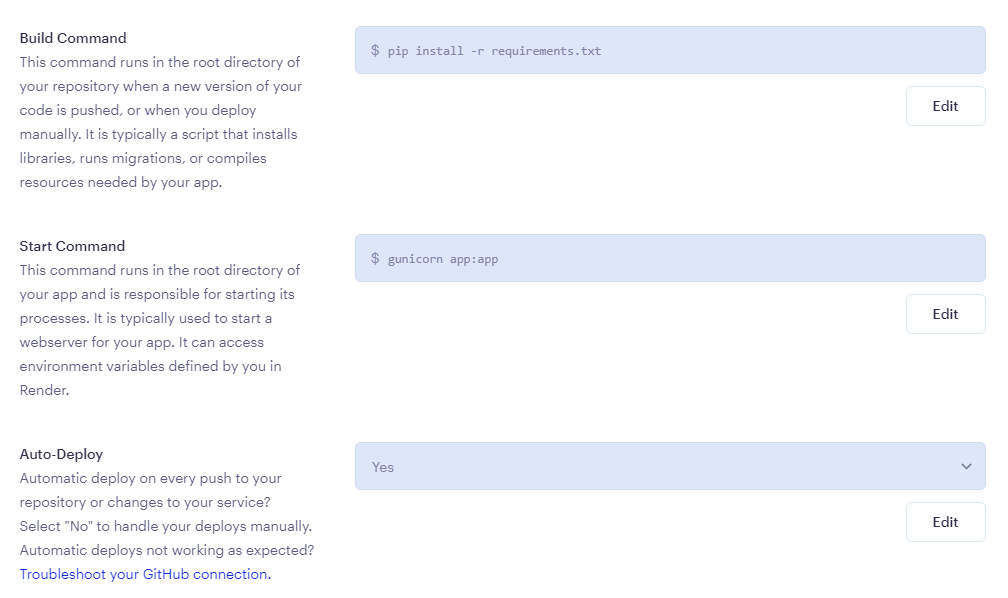 Build Command
This command runs in the root directory of
your repository when a new version of your
code is pushed, or when you deploy
manually. It is typically a script that installs
libraries, runs migrations, or compiles
resources needed by your app.
$ pip install -r requirements.txt
Edit
Start Command
This command runs in the root directory of
your app and is responsible for starting its
processes. It is typically used to start a
webserver for your app. It can access
environment variables defined by you in
Render.
$ gunicorn app:app
Edit
Auto-Deploy
Automatic deploy on every push to your
repository or changes to your service?
Select "No" to handle your deploys manually.
Automatic deploys not working as expected?
Troubleshoot your GitHub connection.
Yes
Edit